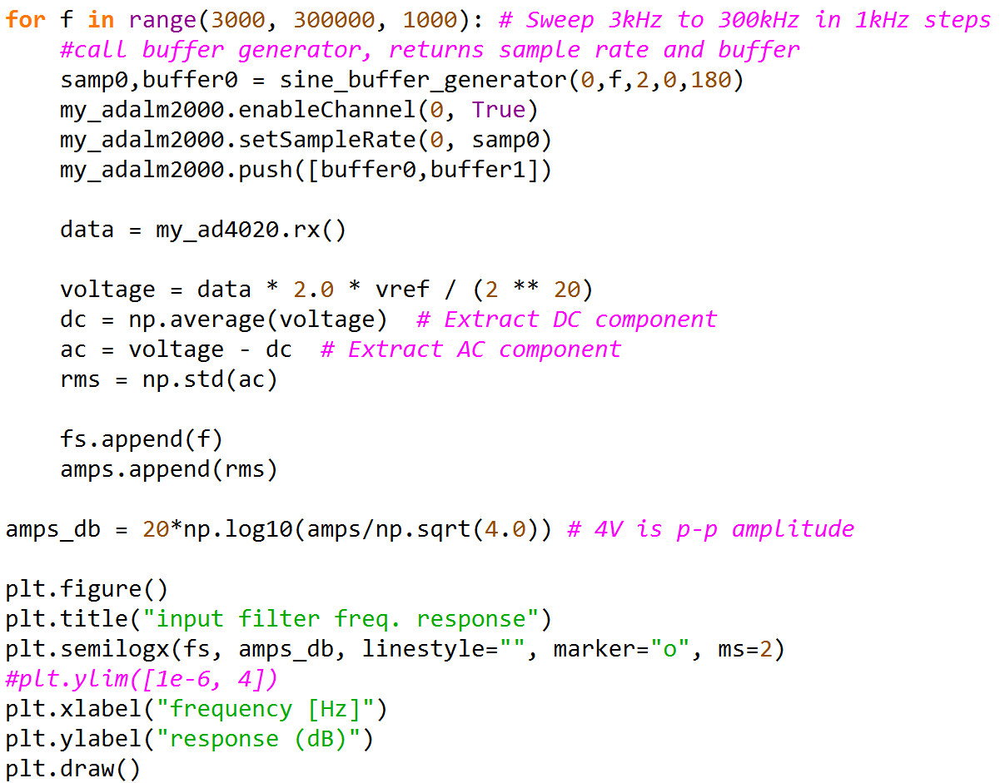 for f in range(3000, 300000, 1000): # Sweep 3kHz to 300kHz in 1kHz steps
    #call buffer generator, returns sample rate and buffer
    samp0,buffer0 = sine_buffer_generator(0,f,2,0,180)
    my_adalm2000.enableChannel(0, True)
    my_adalm2000.setSampleRate(0, samp0)
    my_adalm2000.push([buffer0,buffer1])

    data = my_ad4020.rx()

    voltage = data * 2.0 * vref / (2 ** 20)
    dc = np.average(voltage)  # Extract DC component
    ac = voltage - dc  # Extract AC component
    rms = np.std(ac)

    fs.append(f)
    amps.append(rms)

amps_db = 20*np.log10(amps/np.sqrt(4.0)) # 4V is p-p amplitude

plt.figure()
plt.title("input filter freq. response")
plt.semilogx(fs, amps_db, linestyle="", marker="o", ms=2)
#plt.ylim([1e-6, 4])
plt.xlabel("frequency [Hz]")
plt.ylabel("response (dB)")
plt.draw()